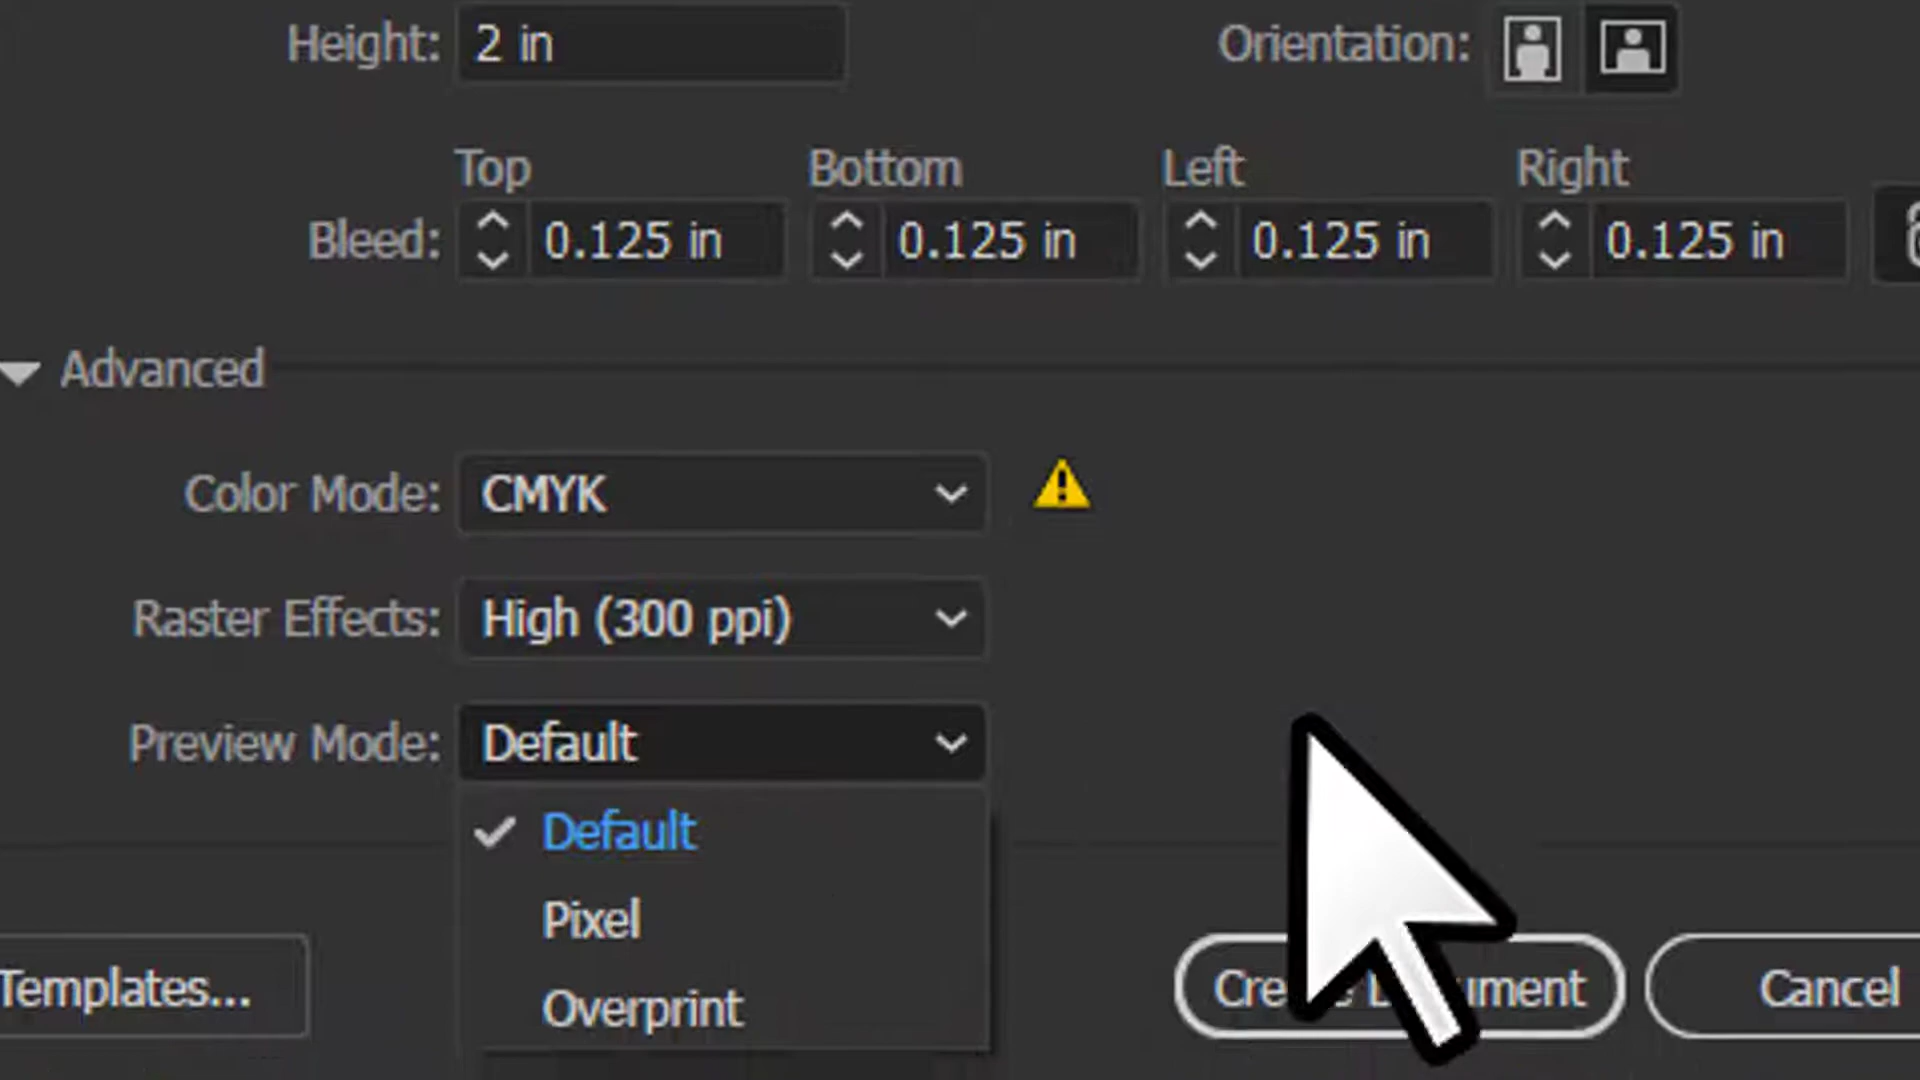 Height: 2 in Orientation:
Top Bottom Left Right
Bleed: 0.125 in 0.125 in 0.125 in 0.125 in
Advanced
Color Mode: CMYK
Raster Effects: High (300 ppi)
Preview Mode: Default
Default
Pixel
Overprint
Templates... Cancel